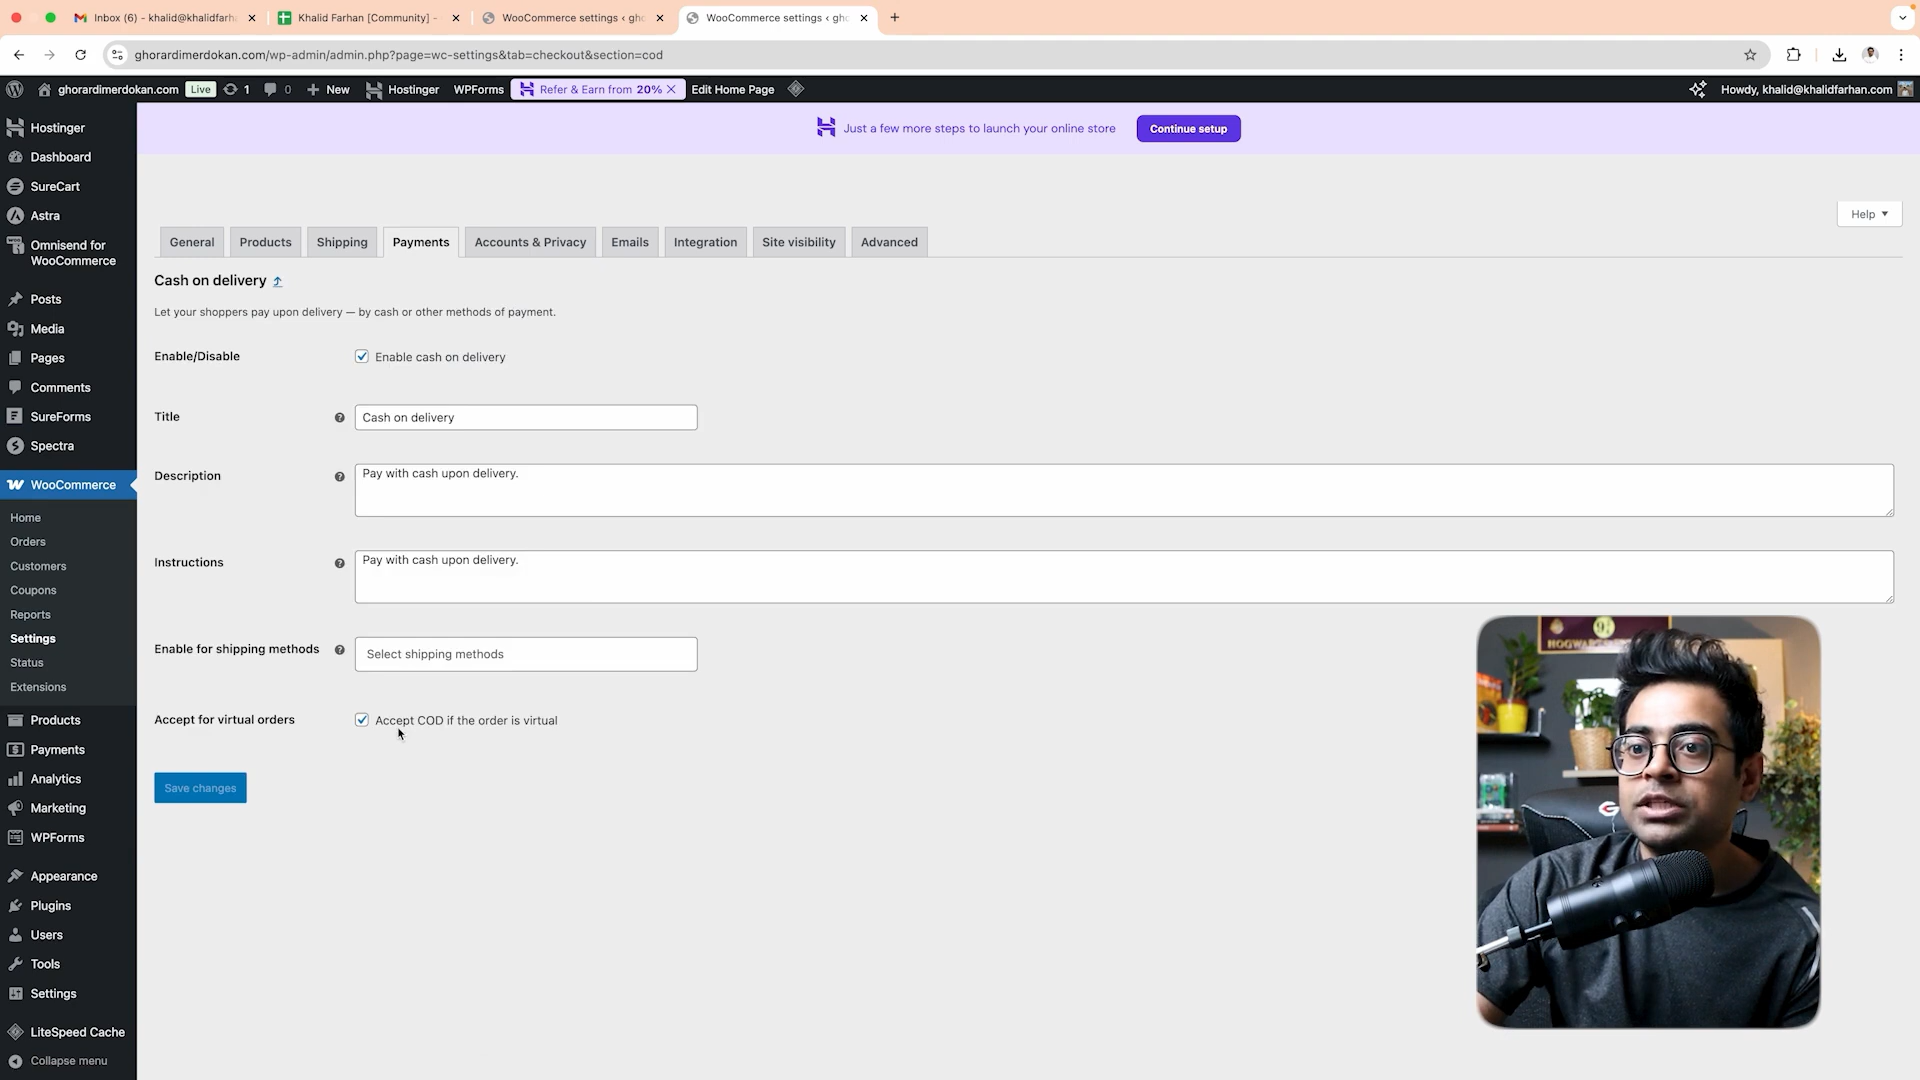 Inbox (6) - khalid@khalidfarh
Khalid Farhan [Community] -
WooCommerce settings ‹ gho
WooCommerce settings ‹ gho
ghorardimerdokan.com/wp-admin/admin.php?page=wc-settings&tab=checkout&section=cod
ghorardimerdokan.com
Live
1
0
New
Hostinger
WPForms
Refer & Earn from 20%
Edit Home Page
Howdy, khalid@khalidfarhan.com
Just a few more steps to launch your online store
Continue setup
Hostinger
Dashboard
SureCart
Astra
Omnisend for
WooCommerce
Posts
Media
Pages
Comments
SureForms
Spectra
WooCommerce
Home
Orders
Customers
Coupons
Reports
Settings
Status
Extensions
Products
Payments
Analytics
Marketing
WPForms
Appearance
Plugins
Users
Tools
Settings
LiteSpeed Cache
Collapse menu
Help
General
Products
Shipping
Payments
Accounts & Privacy
Emails
Integration
Site visibility
Advanced
Cash on delivery
Let your shoppers pay upon delivery — by cash or other methods of payment.
Enable/Disable
Enable cash on delivery
Title
Cash on delivery
Description
Pay with cash upon delivery.
Instructions
Pay with cash upon delivery.
Enable for shipping methods
Select shipping methods
Accept for virtual orders
Accept COD if the order is virtual
Save changes